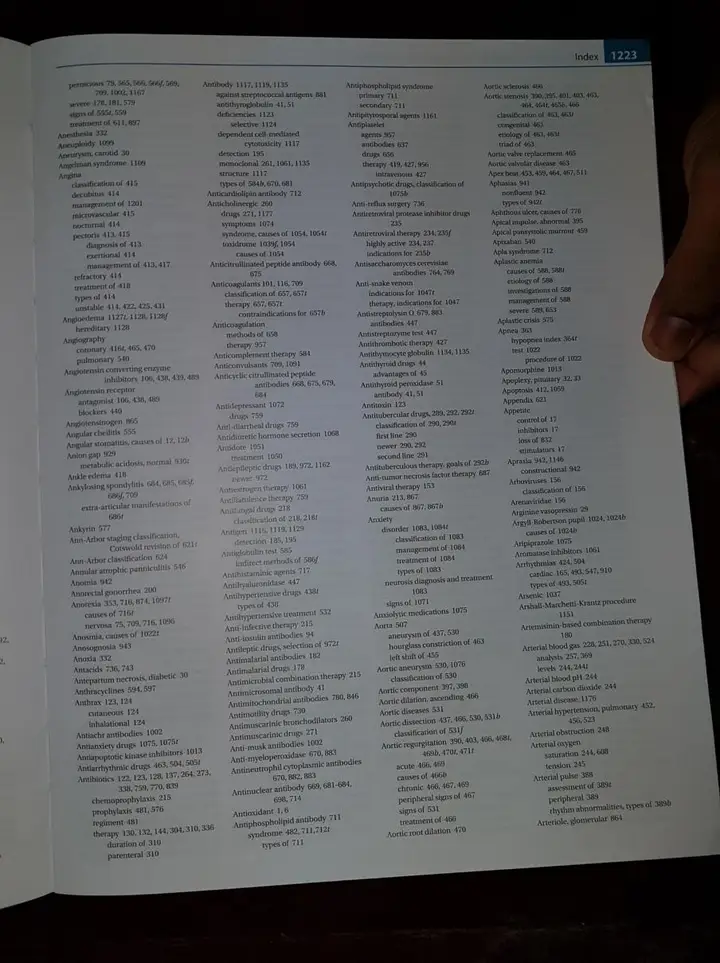 Index 1223
pernicious 79, 565, 566, 566f, 569,
799, 1002, 1167
severe 178, 181, 579
signs of 555t, 559
treatment of 611, 897
Anesthesia 332
Aneuploidy 1099
Aneurysm, carotid 30
Angelman syndrome 1109
Angina
classification of 415
decubitus 414
management of 1201
microvascular 415
nocturnal 414
pectoris 413, 415
diagnosis of 413
exertional 414
management of 413, 417
refractory 414
treatment of 418
types of 414
unstable 414, 422, 425, 431
Angioedema 1127t, 1128, 1128f
hereditary 1128
Angiography
coronary 416t, 465, 470
pulmonary 540
Angiotensin converting enzyme
inhibitors 106, 438, 439, 489
Angiotensin receptor
antagonist 106, 438, 489
blockers 440
Angiotensinogen 865
Angular cheilitis 555
Angular stomatitis, causes of 12, 12b
Anion gap 929
metabolic acidosis, normal 930t
Ankle edema 416
Ankylosing spondylitis 684, 685, 685f,
686f, 709
extra-articular manifestations of
686t
Ankyrin 577
Ann-Arbor staging classification,
Cotswold revision of 621t
Ann-Arbor classification 624
Annular atrophic panniculitis 546
Anomia 942
Anorectal gonorrhea 200
Anorexia 353, 716, 874, 1097t
causes of 716t
nervosa 75, 709, 716, 1096
Anosmia, causes of 1022t
Anosognosia 943
Anoxia 332
Antacids 736, 743
Antepartum necrosis, diabetic 30
Anthracyclines 594, 597
Anthrax 123, 124
cutaneous 124
inhalational 124
Antiachr antibodies 1002
Antianxiety drugs 1075, 1075t
Antiapoptotic kinase inhibitors 1013
Antiarrhythmic drugs 463, 504, 505t
Antibiotics 122, 123, 128, 137, 264, 273,
338, 759, 770, 839
chemoprophylaxis 215
prophylaxis 481, 576
regiment 481
therapy 130, 132, 144, 304, 310, 336
duration of 310
parenteral 310
Antibody 1117, 1119, 1135
against streptococcal antigens 881
antithyroglobulin 41, 51
deficiencies 1123
selective 1124
dependent cell-mediated
cytotoxicity 1117
detection 195
monoclonal 261, 1061, 1135
structure 1117
types of 584b, 670, 681
Anticardiolipin antibody 712
Anticholinergic 260
drugs 271, 1177
symptoms 1074
syndrome, causes of 1054, 1054t
toxidrome 1039f, 1054
causes of 1054
Anticitrullinated peptide antibody 668,
675
Anticoagulants 101, 116, 709
classification of 657, 657t
therapy 657, 657t
contraindications for 657b
Anticoagulation
methods of 658
therapy 957
Anticomplement therapy 584
Anticonvulsants 709, 1091
Anticyclic citrullinated peptide
antibodies 668, 675, 679,
684
Antidepressant 1072
drugs 759
Anti-diarrheal drugs 759
Antidiuretic hormone secretion 1068
Antidote 1051
treatment 1050
Antiepileptic drugs 189, 972, 1162
newer 972
Antiestrogen therapy 1061
Antiflatulence therapy 759
Antifungal drugs 218
classification of 218, 218t
Antigen 1116, 1119, 1129
detection 185, 195
Antiglobulin test 585
indirect methods of 586f
Antihistaminic agents 717
Antihyaluronidase 447
Antihypertensive drugs 438t
types of 438
Antihypertensive treatment 532
Anti-infective therapy 215
Anti-insulin antibodies 94
Antileptic drugs, selection of 972t
Antimalarial antibodies 182
Antimalarial drugs 178
Antimicrobial combination therapy 215
Antimicrosomal antibody 41
Antimitochondrial antibodies 780, 846
Antimotility drugs 730
Antimuscarinic bronchodilators 260
Antimuscarimc drugs 271
Anti-musk antibodies 1002
Anti-myeloperoxidase 670, 883
Antineutrophil cytoplasmic antibodies
670, 882, 883
Antinuclear antibody 669, 681-684,
698, 714
Antioxidant 1, 6
Antiphospholipid antibody 711
syndrome 482, 711,712t
types of 711
Antiphospholipid syndrome
primary 711
secondary 711
Antipityrosporal agents 1161
Antiplatelet
agents 957
antibodies 637
drugs 656
therapy 419, 427, 956
intravenous 427
Antipsychotic drugs, classification of
1075b
Anti-reflux surgery 736
Antiretroviral protease inhibitor drugs
235
Antiretroviral therapy 234, 235f
highly active 234, 237
indications for 235b
Antisaccharomyces cerevisiae
antibodies 764, 769
Anti-snake venom
indications for 1047t
therapy, indications for 1047
Antistreptolysin O 679, 883
antibodies 447
Antistreptozyme test 447
Antithrombotic therapy 427
Antithymocyte globulin 1134, 1135
Antithyroid drugs 44
advantages of 45
Antithyroid peroxidase 51
antibody 41, 51
Antitoxin 123
Antitubercular drugs, 289, 292, 292t
classification of 290, 290t
first line 290
newer 290, 292
second line 291
Antituberculous therapy, goals of 292b
Anti-tumor necrosis factor therapy 687
Antiviral therapy 153
Anuria 213, 867
causes of 867, 867b
Anxiety
disorder 1083, 1084t
classification of 1083
management of 1084
treatment of 1084
types of 1083
neurosis diagnosis and treatment
1083
signs of 1071
Anxiolytic medications 1075
Aorta 507
aneurysm of 437, 530
hourglass constriction of 463
left shift of 455
Aortic aneurysm 530, 1076
classification of 530
Aortic component 397, 398
Aortic dilation, ascending 466
Aortic diseases 531
Aortic dissection 437, 466, 530, 531b
classification of 531f
Aortic regurgitation 390, 403, 466, 468t,
469b, 470t, 471t
acute 466, 469
causes of 466b
chronic 466, 467, 469
peripheral signs of 467
signs of 531
treatment of 466
Aortic root dilation 470
Aortic sclerosis 466
Aortic stenosis 390, 395, 401, 403, 463,
464, 464t, 465b, 466
classification of 463, 463t
congenital 463
etiology of 463, 463t
triad of 463
Aortic valve replacement 465
Aortic valvular disease 463
Apex beat 453, 459, 464, 467, 511
Aphasias 941
nonfluent 942
types of 942t
Aphthous ulcer, causes of 776
Apical impulse, abnormal 395
Apical pansystolic murmur 459
Apixaban 540
Apla syndrome 712
Aplastic anemia
causes of 588, 588t
etiology of 588
investigations of 588
management of 588
severe 589, 653
Aplastic crisis 575
Apnea 363
hypopnea index 364t
test 1022
procedure of 1022
Apomorphine 1013
Apoplexy, pituitary 32, 33
Apoptosis 412, 1059
Appendix 621
Appetite
control of 17
inhibitors 17
loss of 832
stimulators 17
Apraxia 942, 1146
constructional 942
Arboviruses 156
classification 156
Arenaviridae 156
Arginine vasopressin 29
Argyll Robertson pupil 1024, 1024b
causes of 1024b
Aripiprazole 1075
Aromatase inhibitors 1061
Arrhythmias 424, 504
cardiac 165, 493, 547, 910
types of 493, 505t
Arsenic 1037
Arshall-Marchetti-Krantz procedure
1151
Artemisinin-based combination therapy
180
Arterial blood gas 228, 251, 270, 330, 524
analysis 257, 369
levels 244, 244t
Arterial blood pH 244
Arterial carbon dioxide 244
Arterial disease 1176
Arterial hypertension, pulmonary 452,
456, 523
Arterial obstruction 248
Arterial oxygen
saturation 244, 688
tension 245
Arterial pulse 388
assessment of 389t
peripheral 389
rhythm abnormalities, types of 389b
Arteriole, glomerular 864